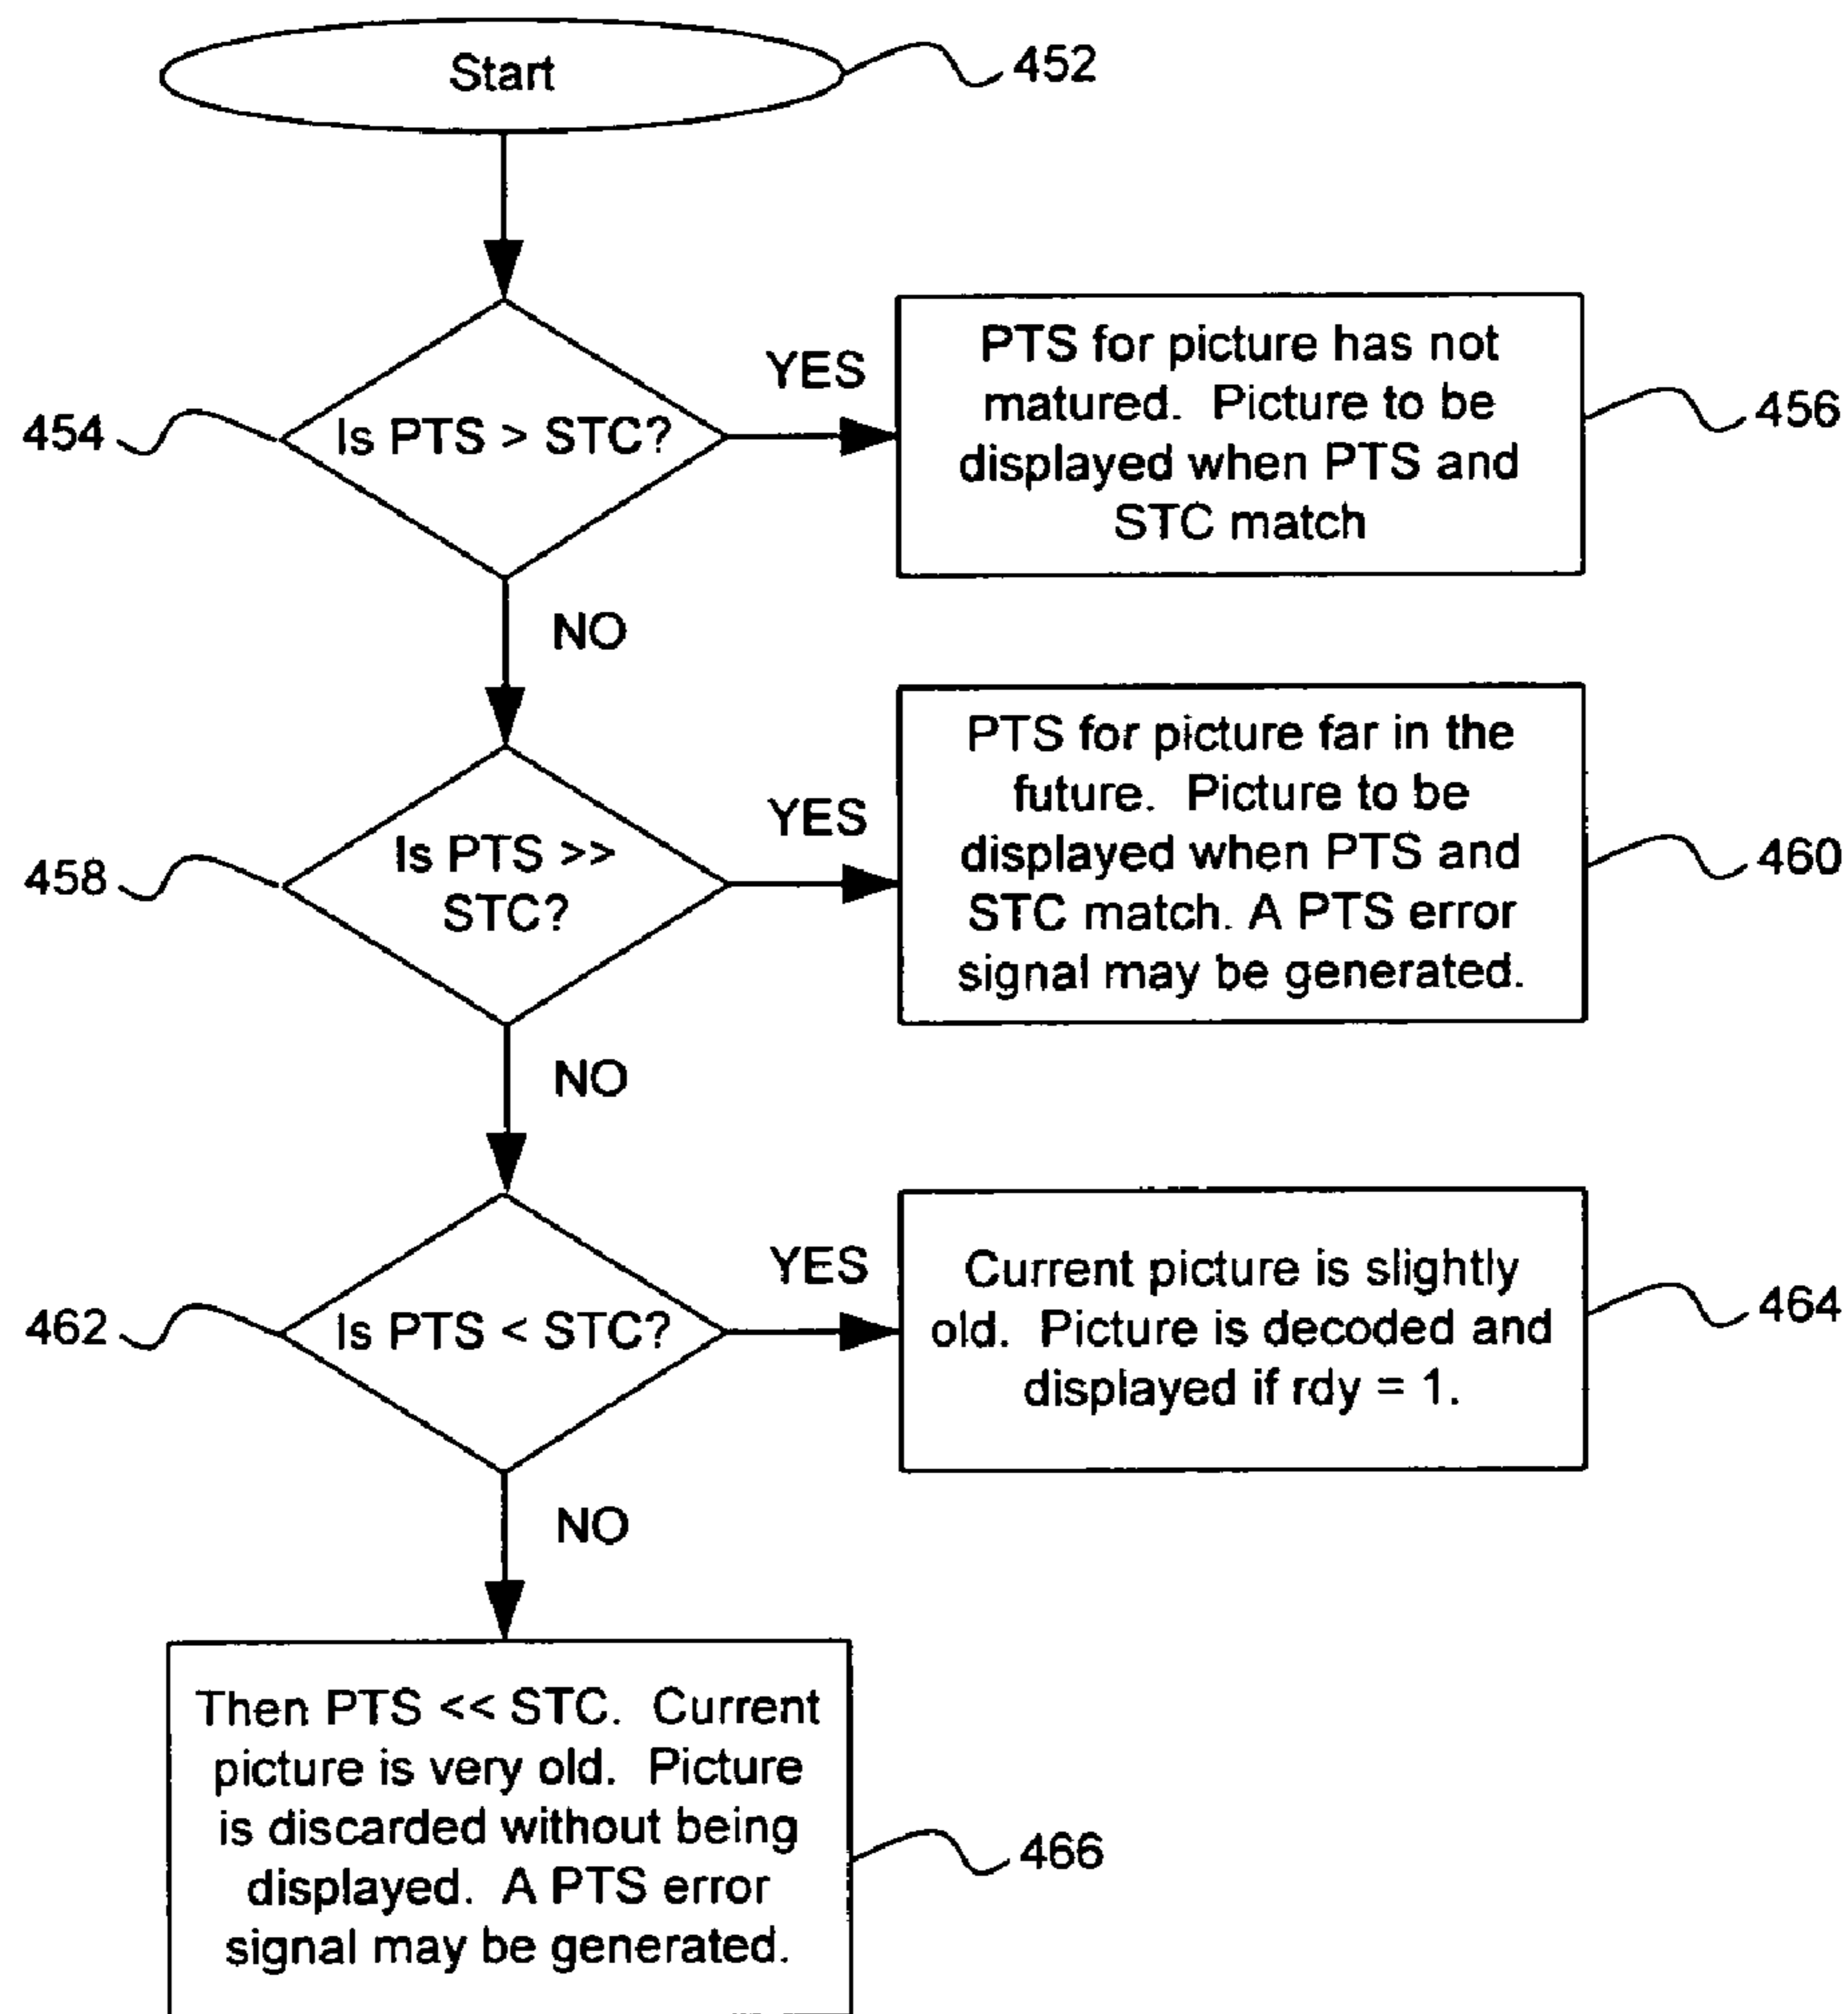 Start
452
454
Is PTS > STC?
YES
PTS for picture has not
matured. Picture to be
displayed when PTS and
STC match
456
NO
458
Is PTS >>
STC?
YES
PTS for picture far in the
future. Picture to be
displayed when PTS and
STC match. A PTS error
signal may be generated.
460
NO
462
Is PTS < STC?
YES
Current picture is slightly
old. Picture is decoded and
displayed if rdy = 1.
464
NO
Then PTS << STC. Current
picture is very old. Picture
is discarded without being
displayed. A PTS error
signal may be generated.
466